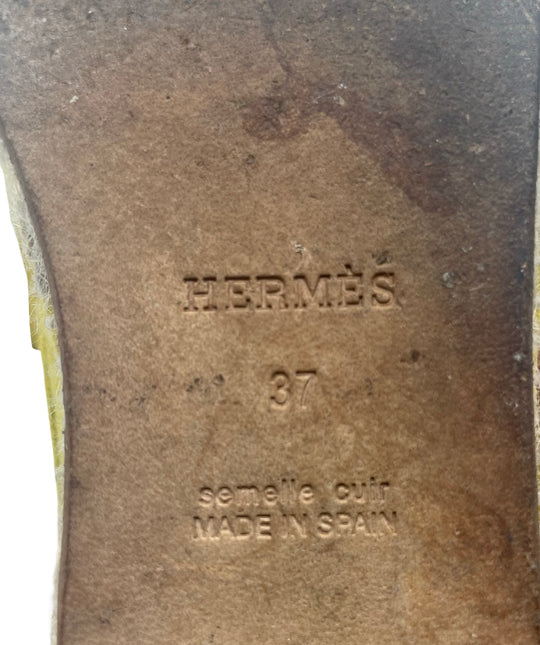 HERMÈS
37
semelle cuir
MADE IN SPAIN